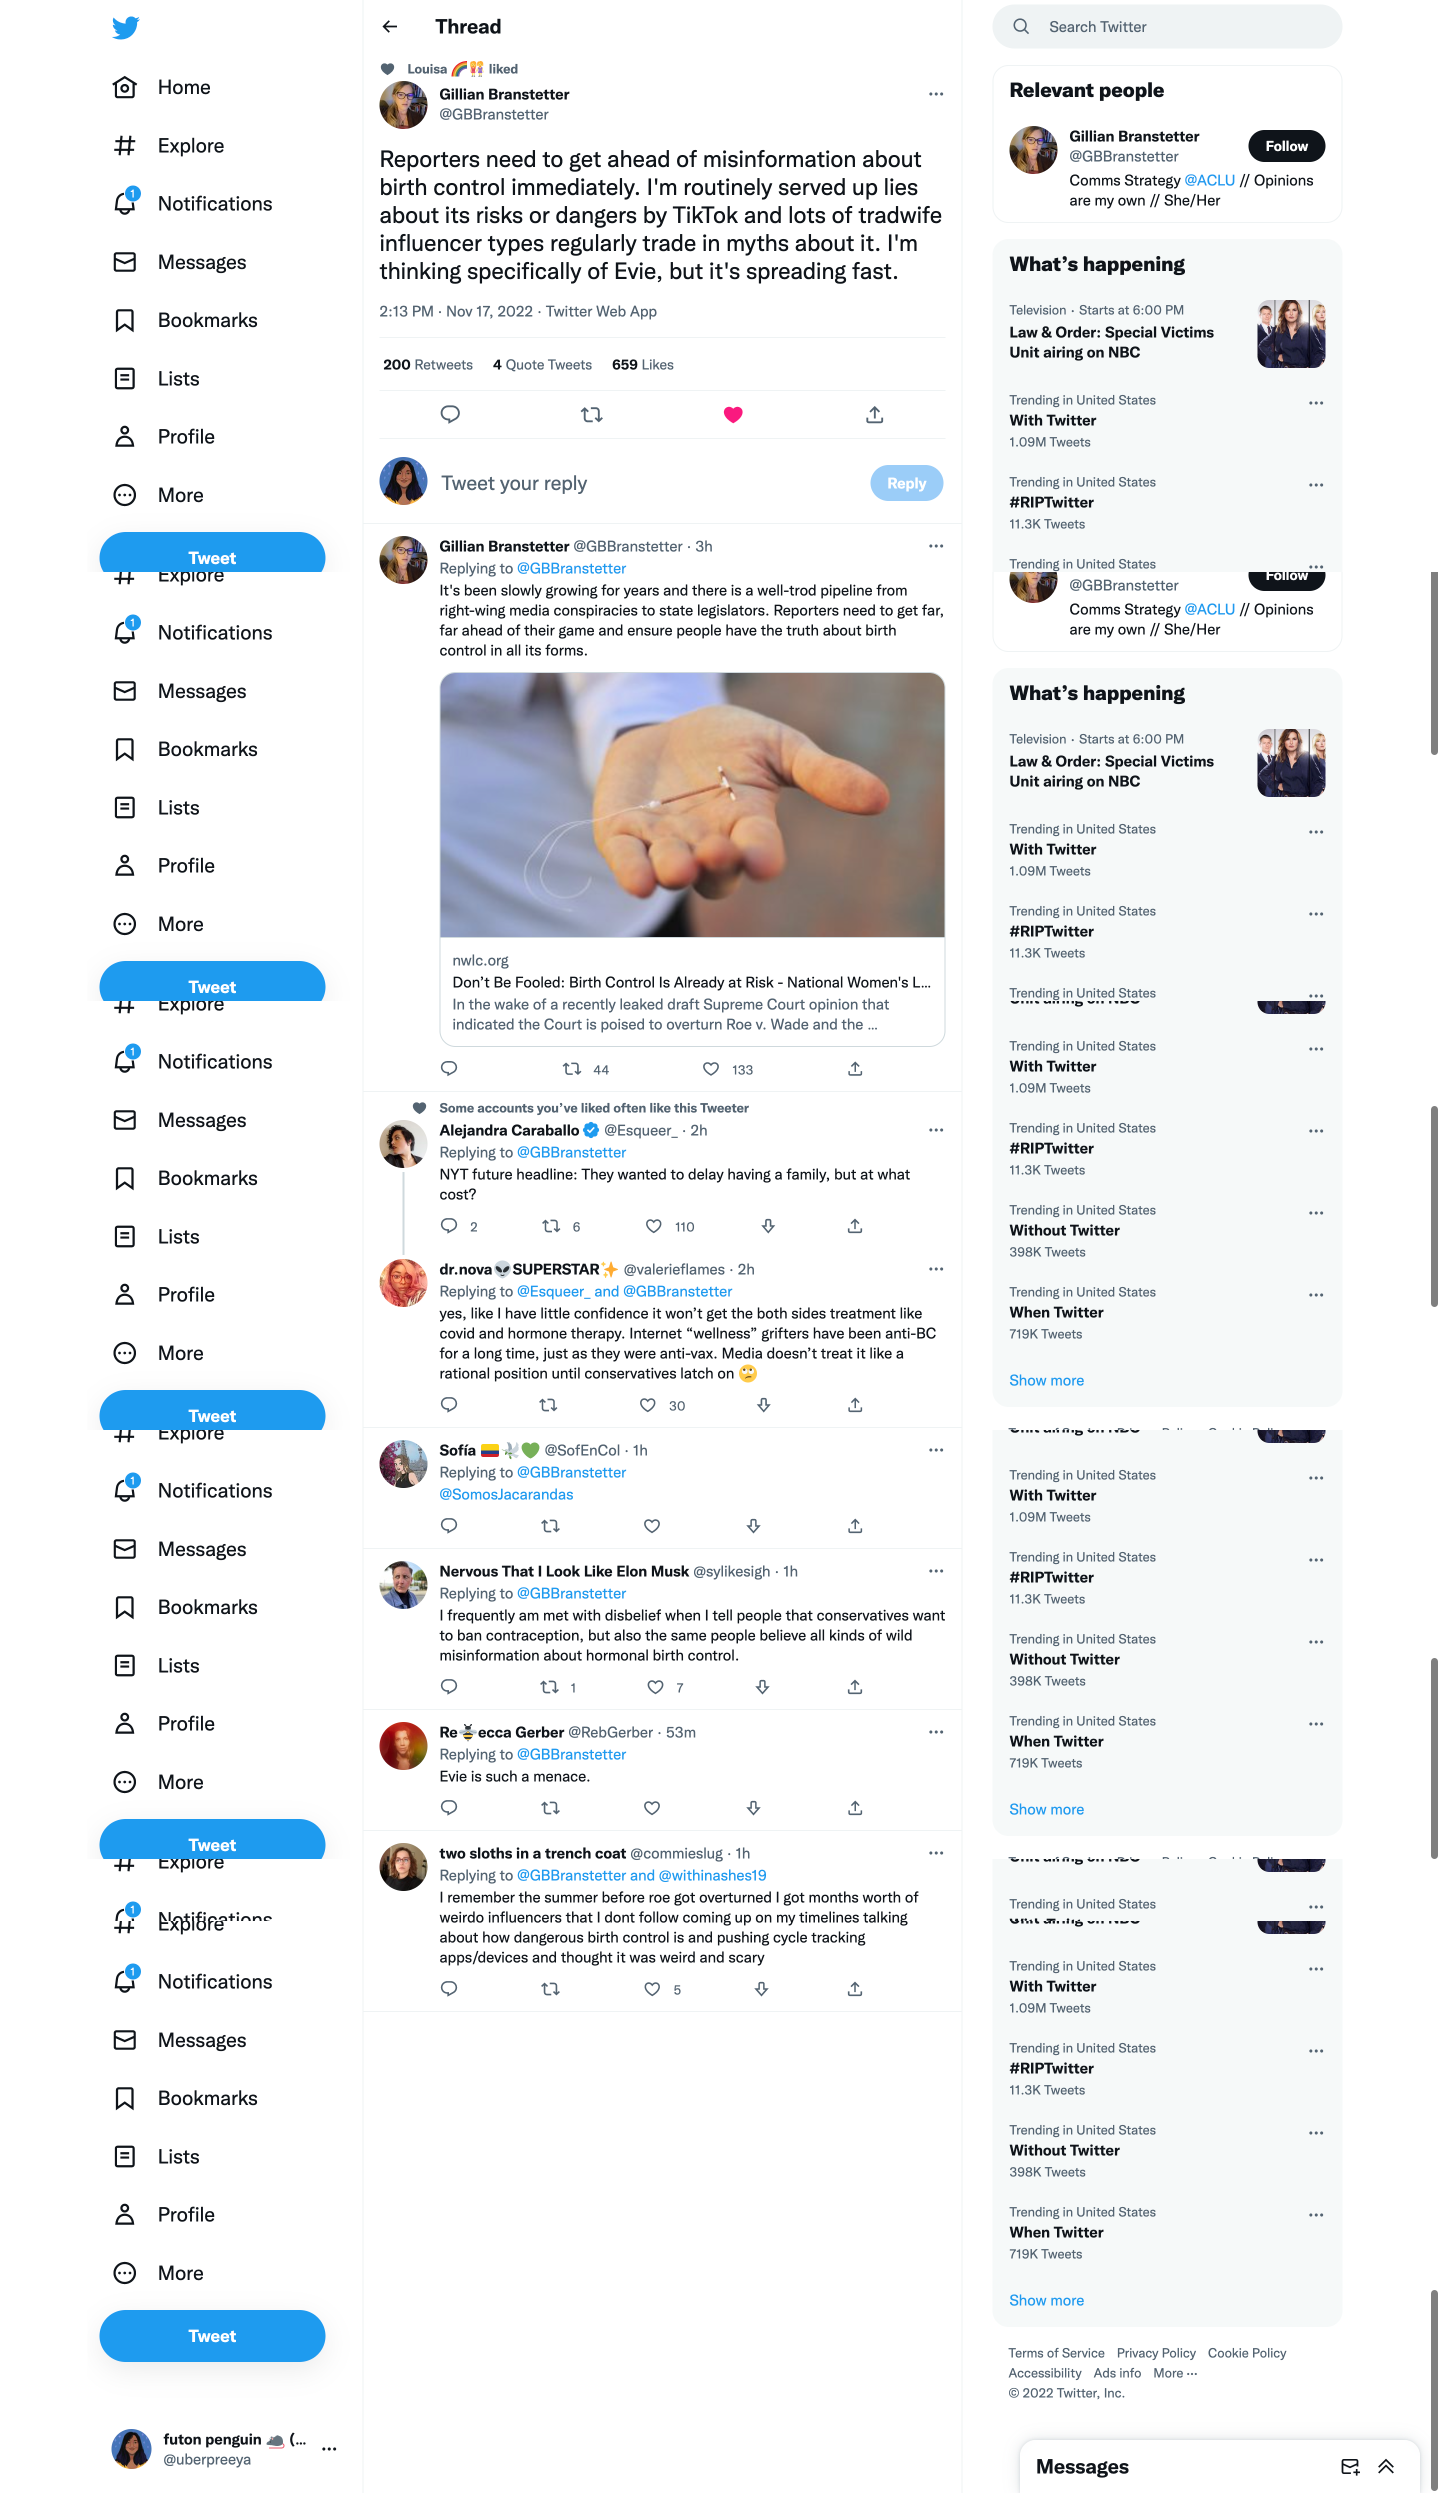 Home
Explore
1
Notifications
Messages
Bookmarks
Lists
Profile
More
Tweet
Explore
1
Notifications
Messages
Bookmarks
Lists
Profile
More
Tweet
Explore
1
Notifications
Messages
Bookmarks
Lists
Profile
More
Tweet
Explore
1
Notifications
Messages
Bookmarks
Lists
Profile
More
Tweet
Explore
1
Notifications
Explore
1
Notifications
Messages
Bookmarks
Lists
Profile
More
Tweet
futon penguin (...
@uberpreeya
Thread
Louisa 🌈👭 liked
Gillian Branstetter
@GBBranstetter
Reporters need to get ahead of misinformation about
birth control immediately. I'm routinely served up lies
about its risks or dangers by TikTok and lots of tradwife
influencer types regularly trade in myths about it. I'm
thinking specifically of Evie, but it's spreading fast.
2:13 PM · Nov 17, 2022 · Twitter Web App
200 Retweets 4 Quote Tweets 659 Likes
Tweet your reply
Reply
Gillian Branstetter @GBBranstetter · 3h
Replying to @GBBranstetter
It's been slowly growing for years and there is a well-trod pipeline from
right-wing media conspiracies to state legislators. Reporters need to get far,
far ahead of their game and ensure people have the truth about birth
control in all its forms.
nwlc.org
Don't Be Fooled: Birth Control Is Already at Risk - National Women's L...
In the wake of a recently leaked draft Supreme Court opinion that
indicated the Court is poised to overturn Roe v. Wade and the ...
44 133
Some accounts you've liked often like this Tweeter
Alejandra Caraballo @Esqueer_ · 2h
Replying to @GBBranstetter
NYT future headline: They wanted to delay having a family, but at what
cost?
2 6 110
dr.nova👽SUPERSTAR✨ @valerieflames · 2h
Replying to @Esqueer_ and @GBBranstetter
yes, like I have little confidence it won't get the both sides treatment like
covid and hormone therapy. Internet “wellness” grifters have been anti-BC
for a long time, just as they were anti-vax. Media doesn't treat it like a
rational position until conservatives latch on 🙄
30
Sofía 🇨🇴🕊💚 @SofEnCol · 1h
Replying to @GBBranstetter
@SomosJacarandas
Nervous That I Look Like Elon Musk @sylikesigh · 1h
Replying to @GBBranstetter
I frequently am met with disbelief when I tell people that conservatives want
to ban contraception, but also the same people believe all kinds of wild
misinformation about hormonal birth control.
1 7
Re🐝ecca Gerber @RebGerber · 53m
Replying to @GBBranstetter
Evie is such a menace.
two sloths in a trench coat @commieslug · 1h
Replying to @GBBranstetter and @withinashes19
I remember the summer before roe got overturned I got months worth of
weirdo influencers that I dont follow coming up on my timelines talking
about how dangerous birth control is and pushing cycle tracking
apps/devices and thought it was weird and scary
5
Search Twitter
Relevant people
Gillian Branstetter
@GBBranstetter
Follow
Comms Strategy @ACLU // Opinions
are my own // She/Her
What's happening
Television · Starts at 6:00 PM
Law & Order: Special Victims
Unit airing on NBC
Trending in United States
With Twitter
1.09M Tweets
Trending in United States
#RIPTwitter
11.3K Tweets
Trending in United States
Follow
@GBBranstetter
Comms Strategy @ACLU // Opinions
are my own // She/Her
What's happening
Television · Starts at 6:00 PM
Law & Order: Special Victims
Unit airing on NBC
Trending in United States
With Twitter
1.09M Tweets
Trending in United States
#RIPTwitter
11.3K Tweets
Trending in United States
Unit airing on NBC
Trending in United States
With Twitter
1.09M Tweets
Trending in United States
#RIPTwitter
11.3K Tweets
Trending in United States
Without Twitter
398K Tweets
Trending in United States
When Twitter
719K Tweets
Show more
Unit airing on NBC
Trending in United States
With Twitter
1.09M Tweets
Trending in United States
#RIPTwitter
11.3K Tweets
Trending in United States
Without Twitter
398K Tweets
Trending in United States
When Twitter
719K Tweets
Show more
Unit airing on NBC
Trending in United States
Unit airing on NBC
Trending in United States
With Twitter
1.09M Tweets
Trending in United States
#RIPTwitter
11.3K Tweets
Trending in United States
Without Twitter
398K Tweets
Trending in United States
When Twitter
719K Tweets
Show more
Terms of Service Privacy Policy Cookie Policy
Accessibility Ads info More ...
© 2022 Twitter, Inc.
Messages